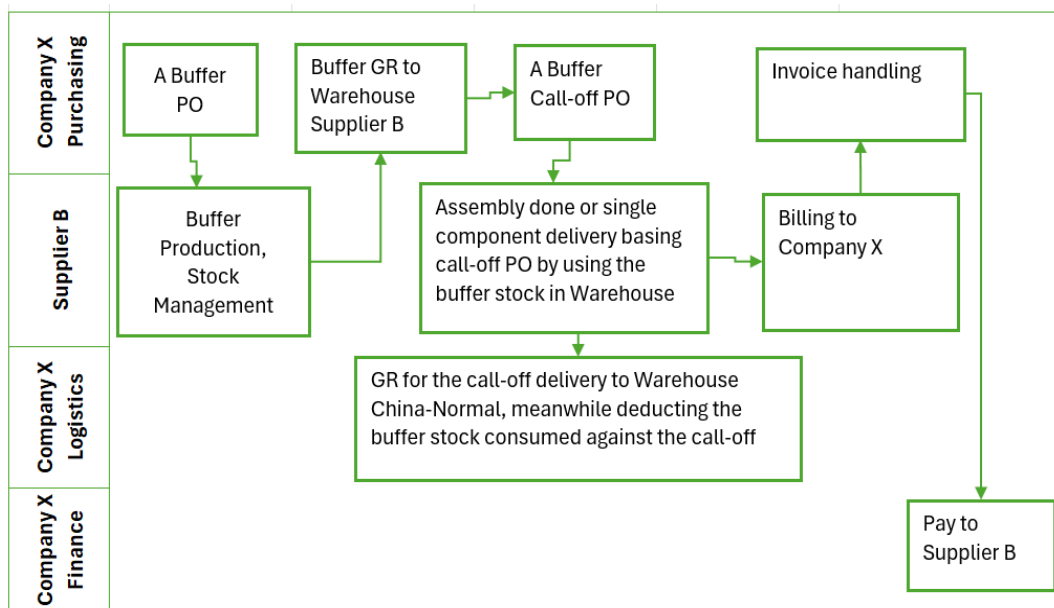 Company X
Purchasing
A Buffer
PO
Buffer GR to
Warehouse
Supplier B
A Buffer
Call-off PO
Invoice handling
Supplier B
Buffer
Production,
Stock
Management
Assembly done or single
component delivery basing
call-off PO by using the
buffer stock in Warehouse
Billing to
Company X
Company X
Logistics
GR for the call-off delivery to Warehouse
China-Normal, meanwhile deducting the
buffer stock consumed against the call-off
Company X
Finance
Pay to
Supplier B